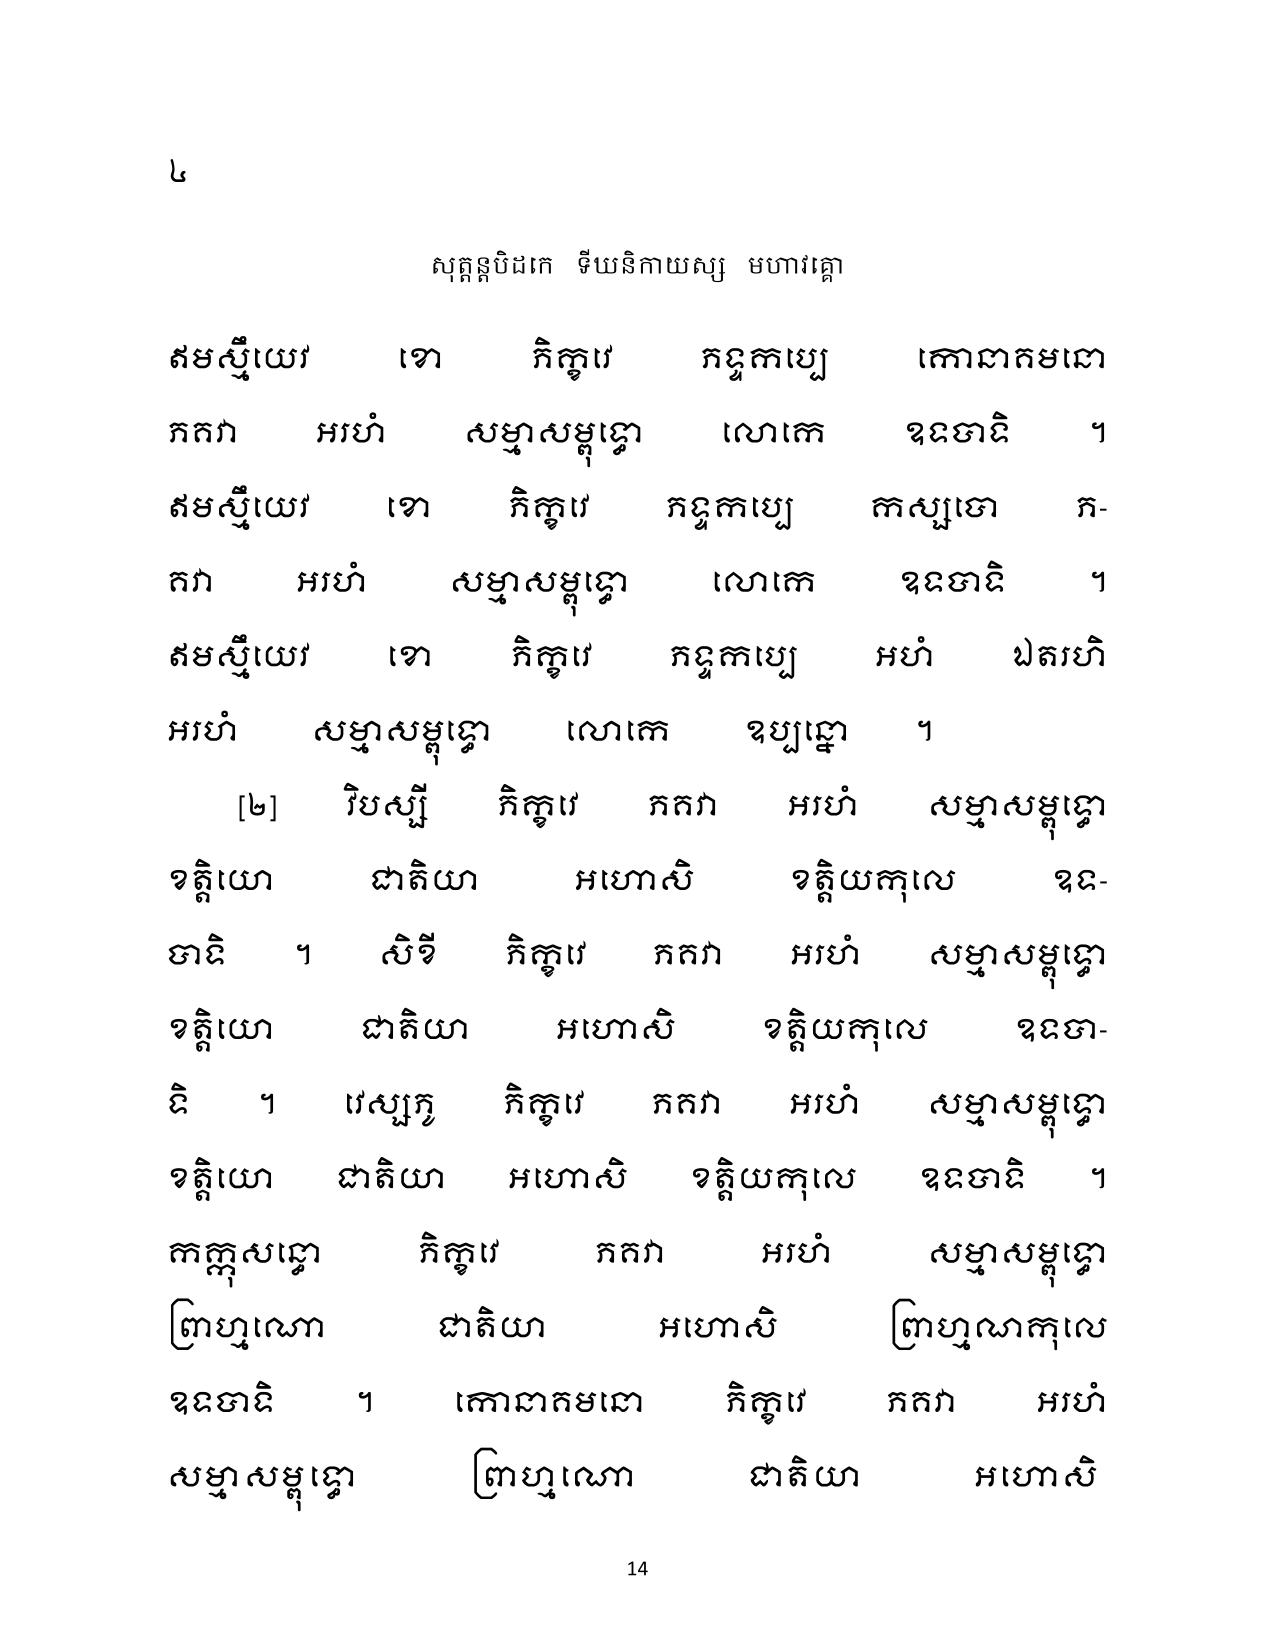 ៤
សុត្តន្តបិដកេ ទីឃនិកាយស្ស មហាវគ្គោ
ឥមស្មឹយេវ ខោ ភិក្ខវេ ភទ្ទកប្បេ កោនាគមនោ
ភគវា អរហំ សម្មាសម្ពុទ្ធោ លោកេ ឧទបាទិ ។
ឥមស្មឹយេវ ខោ ភិក្ខវេ ភទ្ទកប្បេ កស្សបោ ភ-
គវា អរហំ សម្មាសម្ពុទ្ធោ លោកេ ឧទបាទិ ។
ឥមស្មឹយេវ ខោ ភិក្ខវេ ភទ្ទកប្បេ អហំ ឯតរហិ
អរហំ សម្មាសម្ពុទ្ធោ លោកេ ឧប្បន្នោ ។
[២] វិបស្សី ភិក្ខវេ ភគវា អរហំ សម្មាសម្ពុទ្ធោ
ខត្តិយោ ជាតិយា អហោសិ ខត្តិយកុលេ ឧទ-
បាទិ ។ សិខី ភិក្ខវេ ភគវា អរហំ សម្មាសម្ពុទ្ធោ
ខត្តិយោ ជាតិយា អហោសិ ខត្តិយកុលេ ឧទបា-
ទិ ។ វេស្សភូ ភិក្ខវេ ភគវា អរហំ សម្មាសម្ពុទ្ធោ
ខត្តិយោ ជាតិយា អហោសិ ខត្តិយកុលេ ឧទបាទិ ។
កក្កុសន្ធោ ភិក្ខវេ ភគវា អរហំ សម្មាសម្ពុទ្ធោ
ព្រាហ្មណោ ជាតិយា អហោសិ ព្រាហ្មណកុលេ
ឧទបាទិ ។ កោនាគមនោ ភិក្ខវេ ភគវា អរហំ
សម្មាសម្ពុទ្ធោ ព្រាហ្មណោ ជាតិយា អហោសិ
14